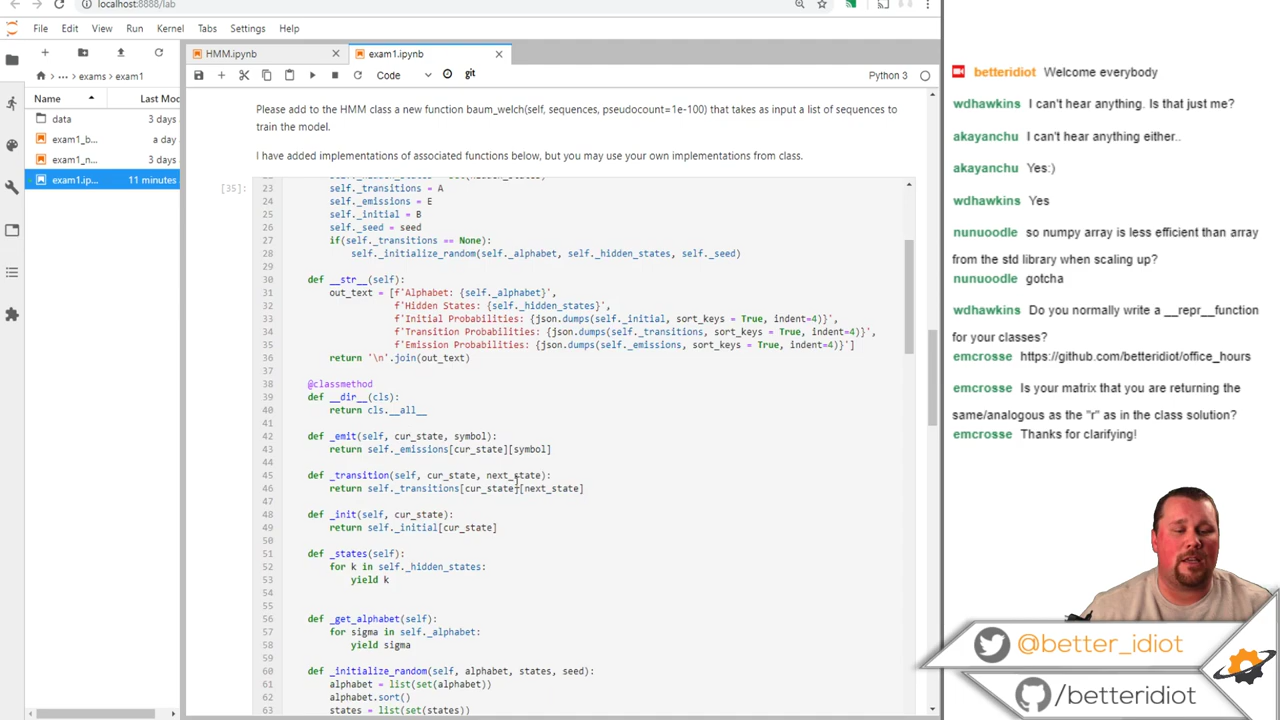 localhost:8888/lab
File Edit View Run Kernel Tabs Settings Help
HMM.ipynb
exam1.ipynb
Code
git
Python 3
... exams exam1
Name Last Moc
data 3 days
exam1_b... a day
exam1_n... 3 days
exam1.ip... 11 minutes
Please add to the HMM class a new function baum_welch(self, sequences, pseudocount=1e-100) that takes as input a list of sequences to
train the model.
I have added implementations of associated functions below, but you may use your own implementations from class.
[35]:
23 self._transitions = A
24 self._emissions = E
25 self._initial = B
26 self._seed = seed
27 if(self._transitions == None):
28 self._initialize_random(self._alphabet, self._hidden_states, self._seed)
29
30 def __str__(self):
31 out_text = [f'Alphabet: {self._alphabet}',
32 f'Hidden States: {self._hidden_states}',
33 f'Initial Probabilities: {json.dumps(self._initial, sort_keys = True, indent=4)}',
34 f'Transition Probabilities: {json.dumps(self._transitions, sort_keys = True, indent=4)}',
35 f'Emission Probabilities: {json.dumps(self._emissions, sort_keys = True, indent=4)}']
36 return '\n'.join(out_text)
37
38 @classmethod
39 def __dir__(cls):
40 return cls.__all__
41
42 def _emit(self, cur_state, symbol):
43 return self._emissions[cur_state][symbol]
44
45 def _transition(self, cur_state, next_state):
46 return self._transitions[cur_state][next_state]
47
48 def _init(self, cur_state):
49 return self._initial[cur_state]
50
51 def _states(self):
52 for k in self._hidden_states:
53 yield k
54
55
56 def _get_alphabet(self):
57 for sigma in self._alphabet:
58 yield sigma
59
60 def _initialize_random(self, alphabet, states, seed):
61 alphabet = list(set(alphabet))
62 alphabet.sort()
63 states = list(set(states))
betteridiot Welcome everybody
wdhawkins I can't hear anything. Is that just me?
akayanchu I can't hear anything either..
akayanchu Yes:)
wdhawkins Yes
nunuoodle so numpy array is less efficient than array
from the std library when scaling up?
nunuoodle gotcha
wdhawkins Do you normally write a __repr__function
for your classes?
emcrosse https://github.com/betteridiot/office_hours
emcrosse Is your matrix that you are returning the
same/analogous as the "r" as in the class solution?
emcrosse Thanks for clarifying!
@better_idiot
/betteridiot